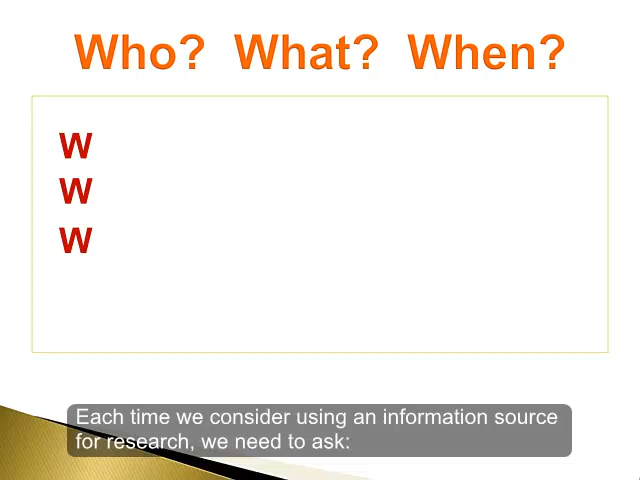 Who? What? When?
W
W
W
Each time we consider using an information source
for research, we need to ask: